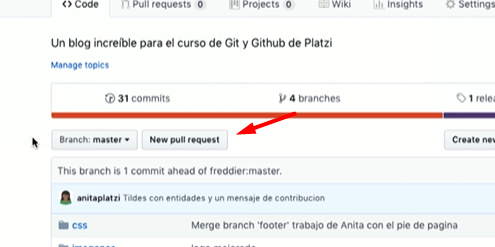 <> Code Pull requests 0 Projects 0 Wiki Insights Settings
Un blog increíble para el curso de Git y Github de Platzi
Manage topics
31 commits 4 branches 1 rele
Branch: master New pull request Create nev
This branch is 1 commit ahead of freddier:master.
anitaplatzi Tildes con entidades y un mensaje de contribucion
css Merge branch 'footer' trabajo de Anita con el pie de pagina